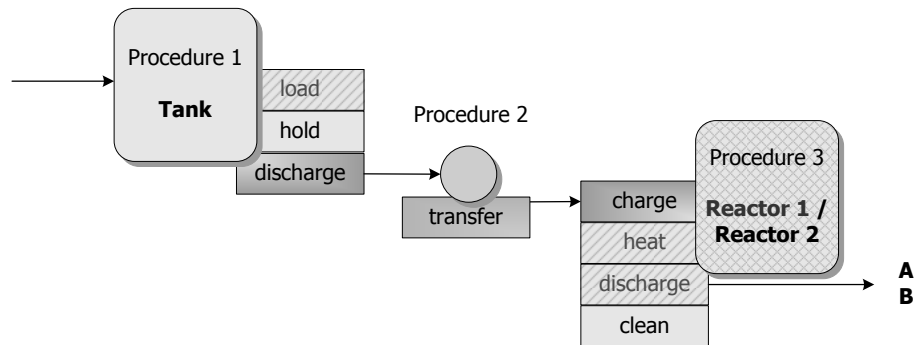 Procedure 1
Tank
load
hold
discharge
Procedure 2
transfer
charge
heat
discharge
clean
Procedure 3
Reactor 1 /
Reactor 2
A
B